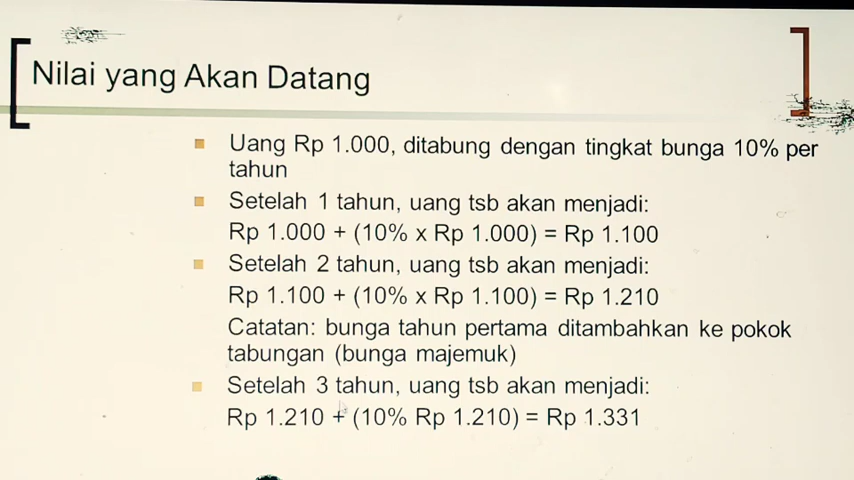 Nilai yang Akan Datang
Uang Rp 1.000, ditabung dengan tingkat bunga 10% per
tahun
Setelah 1 tahun, uang tsb akan menjadi:
Rp 1.000 + (10% x Rp 1.000) = Rp 1.100
Setelah 2 tahun, uang tsb akan menjadi:
Rp 1.100 + (10% x Rp 1.100) = Rp 1.210
Catatan: bunga tahun pertama ditambahkan ke pokok
tabungan (bunga majemuk)
Setelah 3 tahun, uang tsb akan menjadi:
Rp 1.210 + (10% Rp 1.210) = Rp 1.331